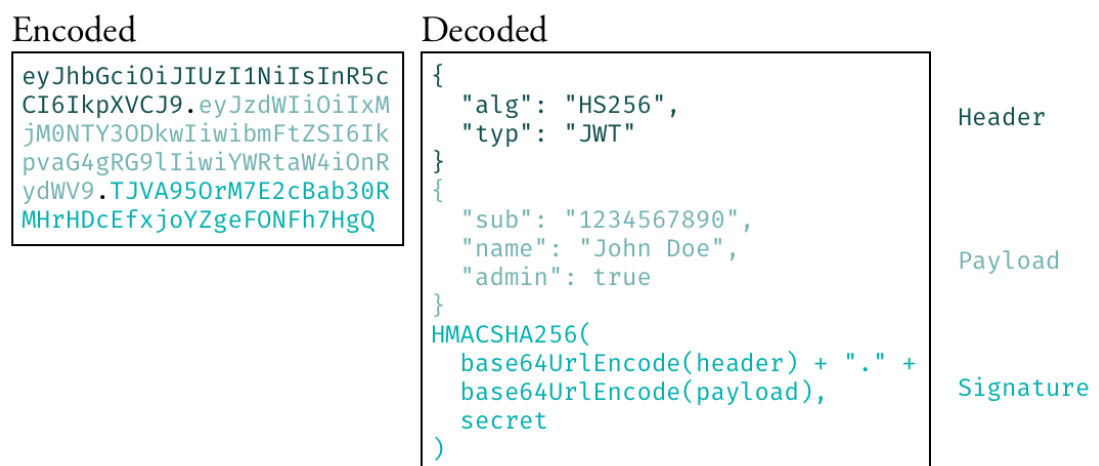 Encoded
eyJhbGciOiJIUzI1NiIsInR5c
CI6IkpXVCJ9.eyJzdWIiOiIxM
jM0NTY3ODkwIiwibmFtZSI6Ik
pvaG4gRG9lIiwiYWRtaW4iOnR
ydWV9.TJVA95OrM7E2cBab30R
MHrHDcEfxjoYZgeFONFh7HgQ
Decoded
{
  "alg": "HS256",
  "typ": "JWT"
}
{
  "sub": "1234567890",
  "name": "John Doe",
  "admin": true
}
HMACSHA256(
  base64UrlEncode(header) + "." +
  base64UrlEncode(payload),
  secret
)
Header
Payload
Signature